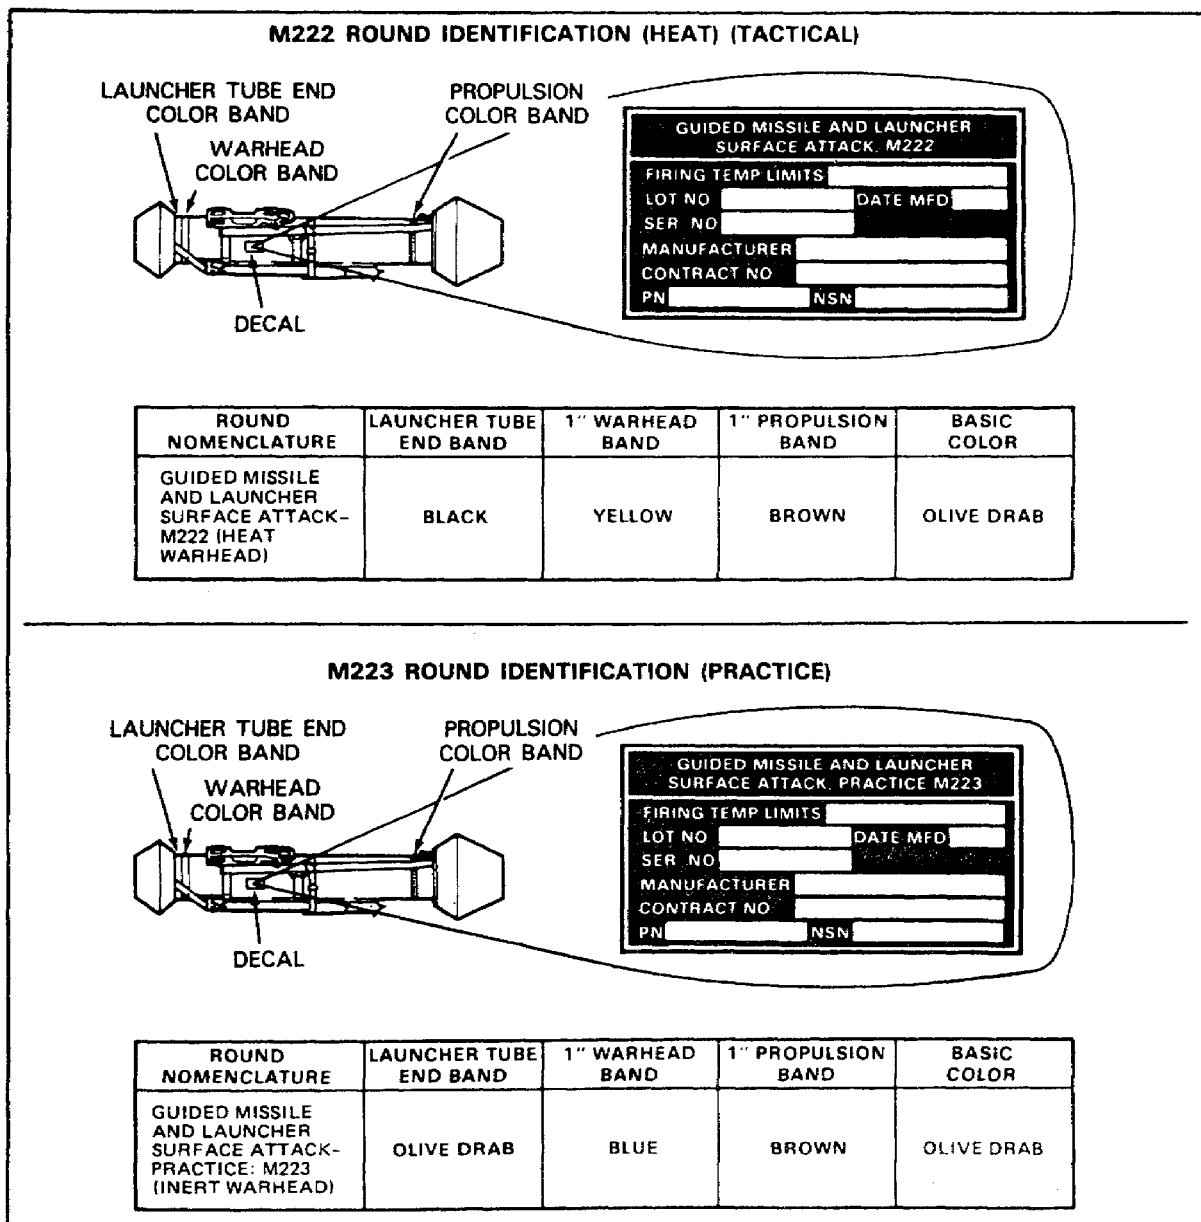 M222 ROUND IDENTIFICATION (HEAT) (TACTICAL)
LAUNCHER TUBE END
COLOR BAND
WARHEAD
COLOR BAND
PROPULSION
COLOR BAND
DECAL
GUIDED MISSILE AND LAUNCHER
SURFACE ATTACK, M222
FIRING TEMP LIMITS
LOT NO DATE MFD
SER NO
MANUFACTURER
CONTRACT NO
PN NSN
ROUND
NOMENCLATURE
LAUNCHER TUBE
END BAND
1" WARHEAD
BAND
1" PROPULSION
BAND
BASIC
COLOR
GUIDED MISSILE
AND LAUNCHER
SURFACE ATTACK-
M222 (HEAT
WARHEAD)
BLACK
YELLOW
BROWN
OLIVE DRAB
M223 ROUND IDENTIFICATION (PRACTICE)
LAUNCHER TUBE END
COLOR BAND
WARHEAD
COLOR BAND
PROPULSION
COLOR BAND
DECAL
GUIDED MISSILE AND LAUNCHER
SURFACE ATTACK, PRACTICE M223
FIRING TEMP LIMITS
LOT NO DATE MFD
SER NO
MANUFACTURER
CONTRACT NO
PN NSN
ROUND
NOMENCLATURE
LAUNCHER TUBE
END BAND
1" WARHEAD
BAND
1" PROPULSION
BAND
BASIC
COLOR
GUIDED MISSILE
AND LAUNCHER
SURFACE ATTACK-
PRACTICE: M223
(INERT WARHEAD)
OLIVE DRAB
BLUE
BROWN
OLIVE DRAB